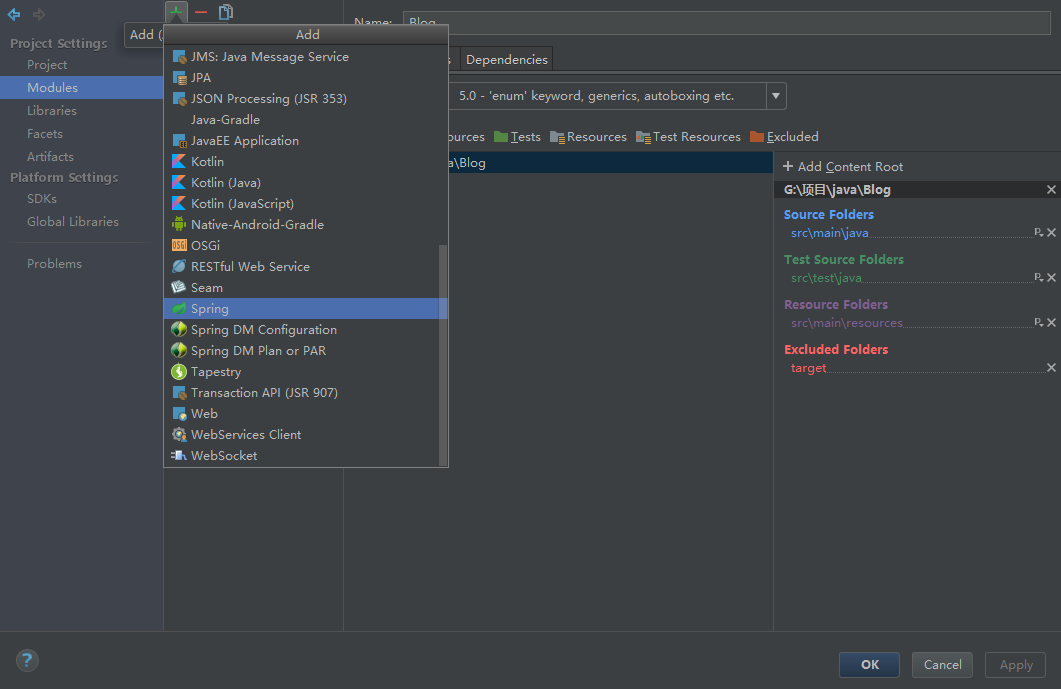 Add (
Project Settings
Project
Modules
Libraries
Facets
Artifacts
Platform Settings
SDKs
Global Libraries
Problems
Add
JMS: Java Message Service
JPA
JSON Processing (JSR 353)
Java-Gradle
JavaEE Application
Kotlin
Kotlin (Java)
Kotlin (JavaScript)
Native-Android-Gradle
OSGi
RESTful Web Service
Seam
Spring
Spring DM Configuration
Spring DM Plan or PAR
Tapestry
Transaction API (JSR 907)
Web
WebServices Client
WebSocket
Name: Blog
s Dependencies
5.0 - 'enum' keyword, generics, autoboxing etc.
ources Tests Resources Test Resources Excluded
a\Blog
+ Add Content Root
G:\项目\java\Blog
Source Folders
src\main\java
Test Source Folders
src\test\java
Resource Folders
src\main\resources
Excluded Folders
target
?
OK Cancel Apply